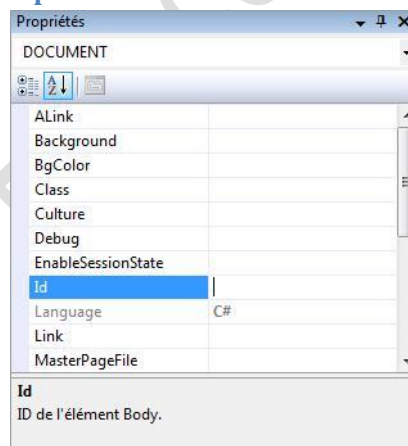 Propriétés
DOCUMENT
ALink
Background
BgColor
Class
Culture
Debug
EnableSessionState
Id
Language C#
Link
MasterPageFile
Id
ID de l'élément Body.